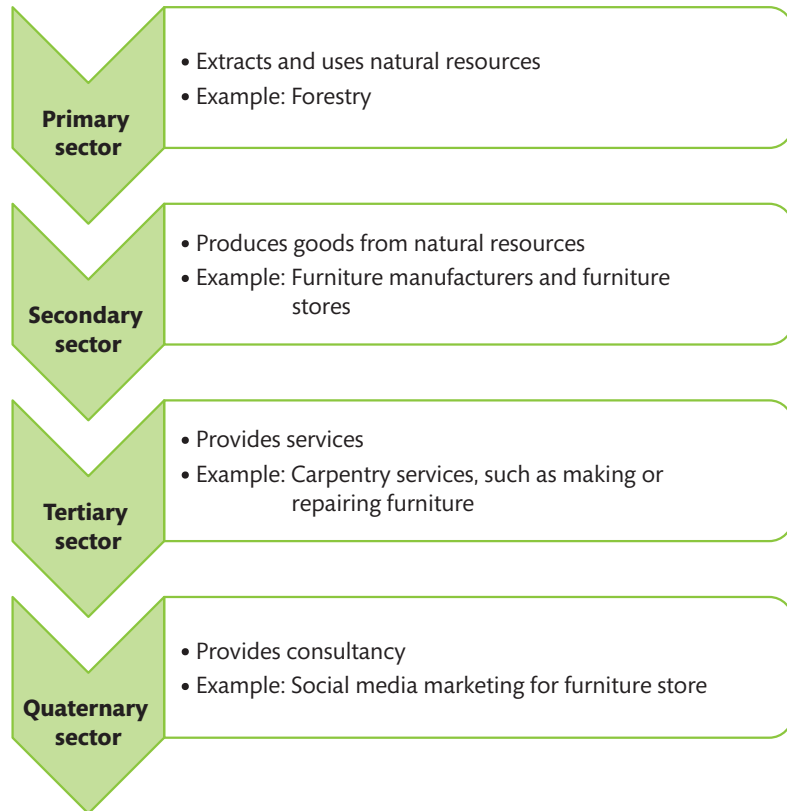 Primary
sector
• Extracts and uses natural resources
• Example: Forestry
Secondary
sector
• Produces goods from natural resources
• Example: Furniture manufacturers and furniture
stores
Tertiary
sector
• Provides services
• Example: Carpentry services, such as making or
repairing furniture
Quaternary
sector
• Provides consultancy
• Example: Social media marketing for furniture store